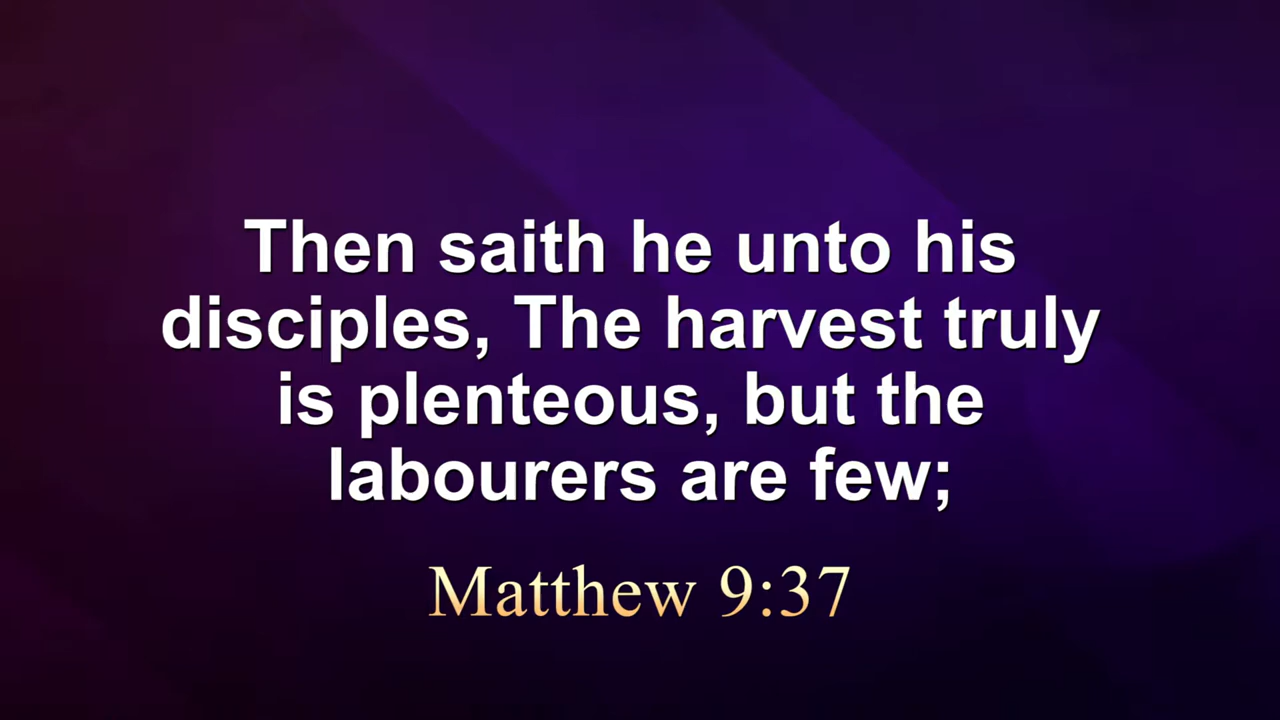 Then saith he unto his
disciples, The harvest truly
is plenteous, but the
labourers are few;
Matthew 9:37